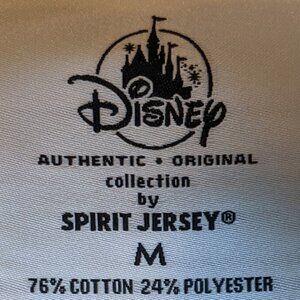 Disney
AUTHENTIC • ORIGINAL
collection
by
SPIRIT JERSEY®
M
76% COTTON 24% POLYESTER